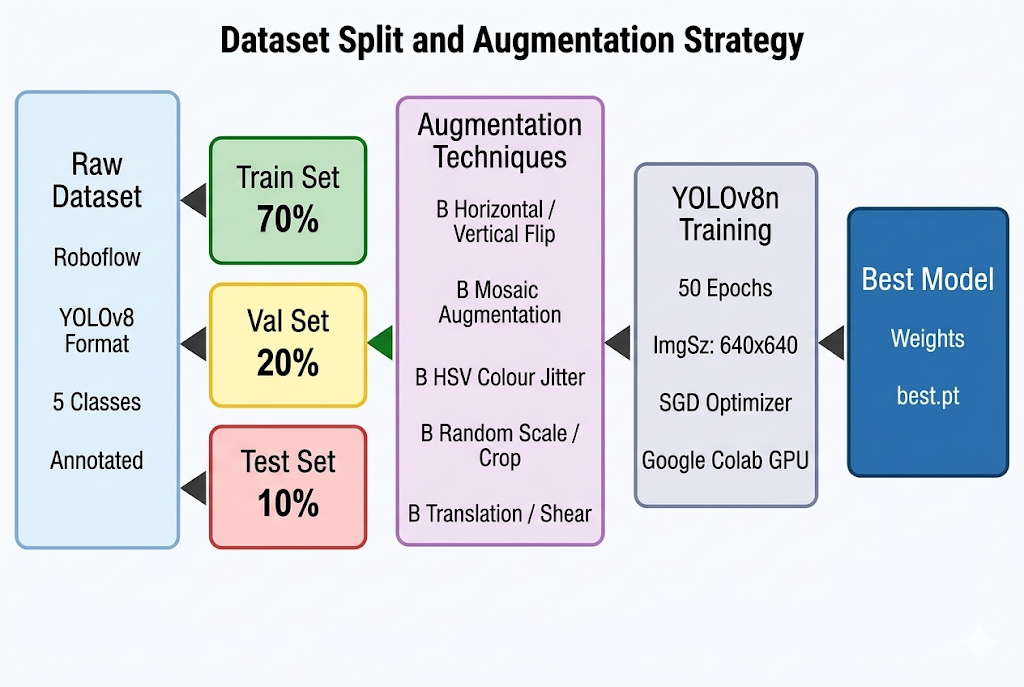 Dataset Split and Augmentation Strategy
Raw
Dataset
Roboflow
YOLOv8
Format
5 Classes
Annotated
Train Set
70%
Val Set
20%
Test Set
10%
Augmentation
Techniques
B Horizontal /
Vertical Flip
B Mosaic
Augmentation
B HSV Colour Jitter
B Random Scale /
Crop
B Translation / Shear
YOLOv8n
Training
50 Epochs
ImgSz: 640x640
SGD Optimizer
Google Colab GPU
Best Model
Weights
best.pt